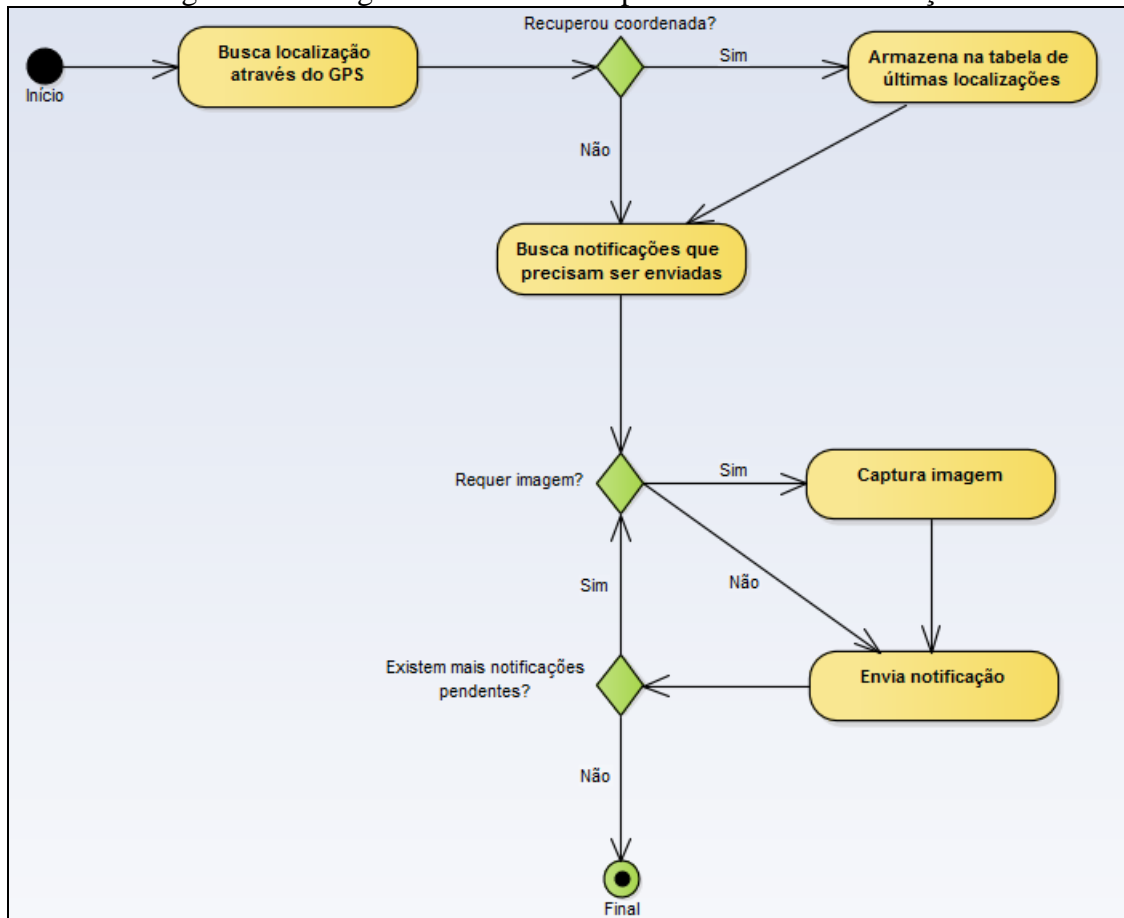 Recuperou coordenada?
Busca localização
através do GPS
Sim
Armazena na tabela de
últimas localizações
Início
Não
Busca notificações que
precisam ser enviadas
Requer imagem?
Sim
Captura imagem
Não
Sim
Existem mais notificações
pendentes?
Envia notificação
Não
Final